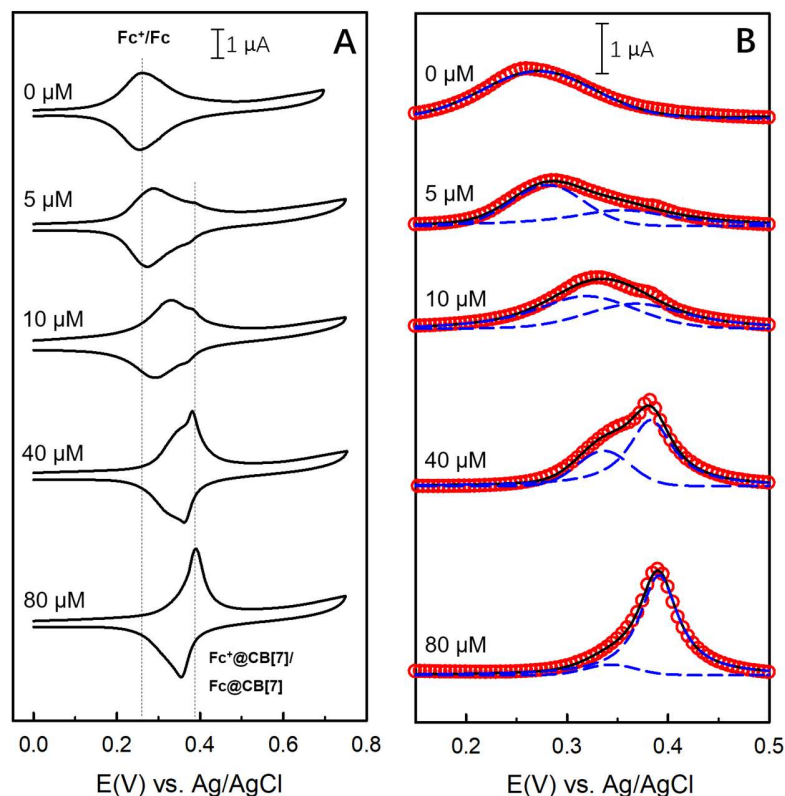 Fc⁺/Fc
1 µA
A
0 µM
5 µM
10 µM
40 µM
80 µM
Fc⁺@CB[7]/
Fc@CB[7]
0.0 0.2 0.4 0.6 0.8
E(V) vs. Ag/AgCl
1 µA
B
0 µM
5 µM
10 µM
40 µM
80 µM
0.2 0.3 0.4 0.5
E(V) vs. Ag/AgCl